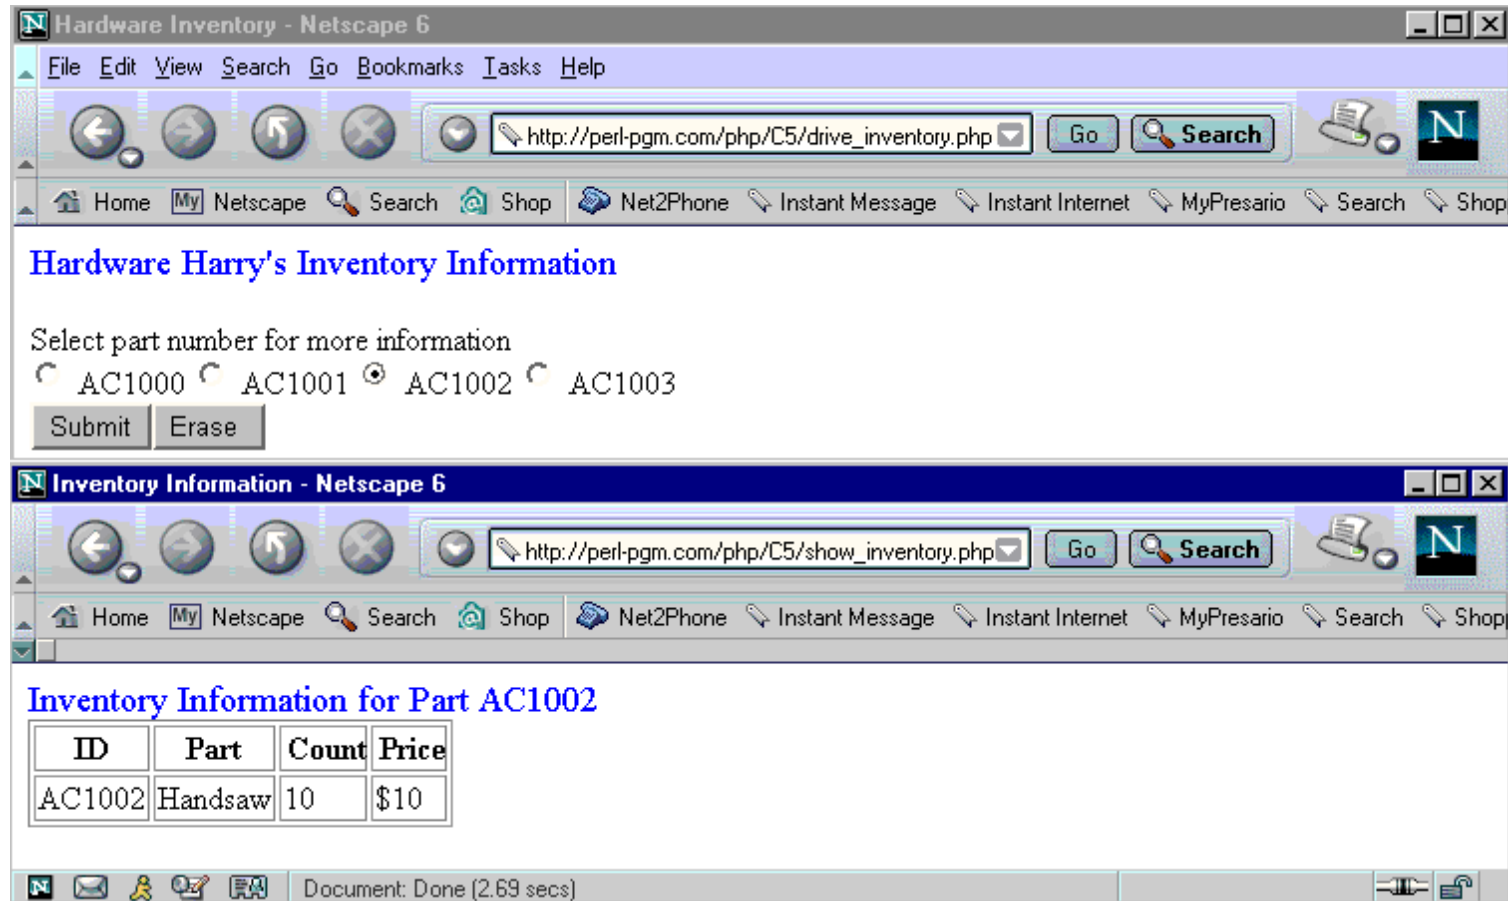 N Hardware Inventory - Netscape 6
File Edit View Search Go Bookmarks Tasks Help
http://perl-pgm.com/php/C5/drive_inventory.php Go Search N
Home My Netscape Search Shop Net2Phone Instant Message Instant Internet MyPresario Search Shop
Hardware Harry's Inventory Information
Select part number for more information
AC1000 AC1001 AC1002 AC1003
Submit Erase
N Inventory Information - Netscape 6
http://perl-pgm.com/php/C5/show_inventory.php Go Search N
Home My Netscape Search Shop Net2Phone Instant Message Instant Internet MyPresario Search Shop
Inventory Information for Part AC1002
ID Part Count Price
AC1002 Handsaw 10 $10
N Document: Done (2.69 secs)